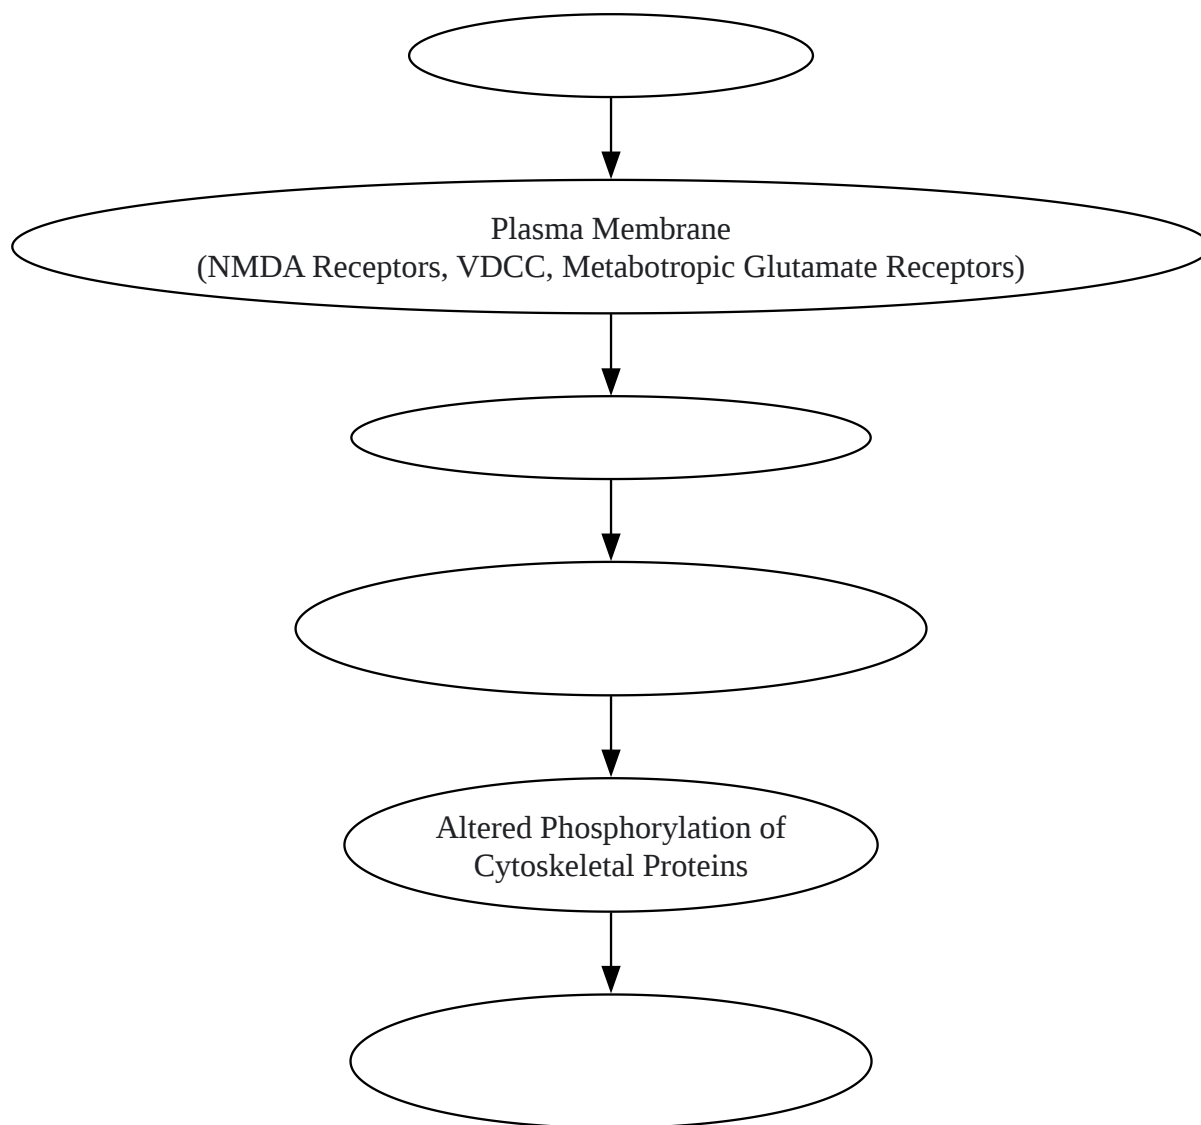 Plasma Membrane
(NMDA Receptors, VDCC, Metabotropic Glutamate Receptors)
Altered Phosphorylation of
Cytoskeletal Proteins